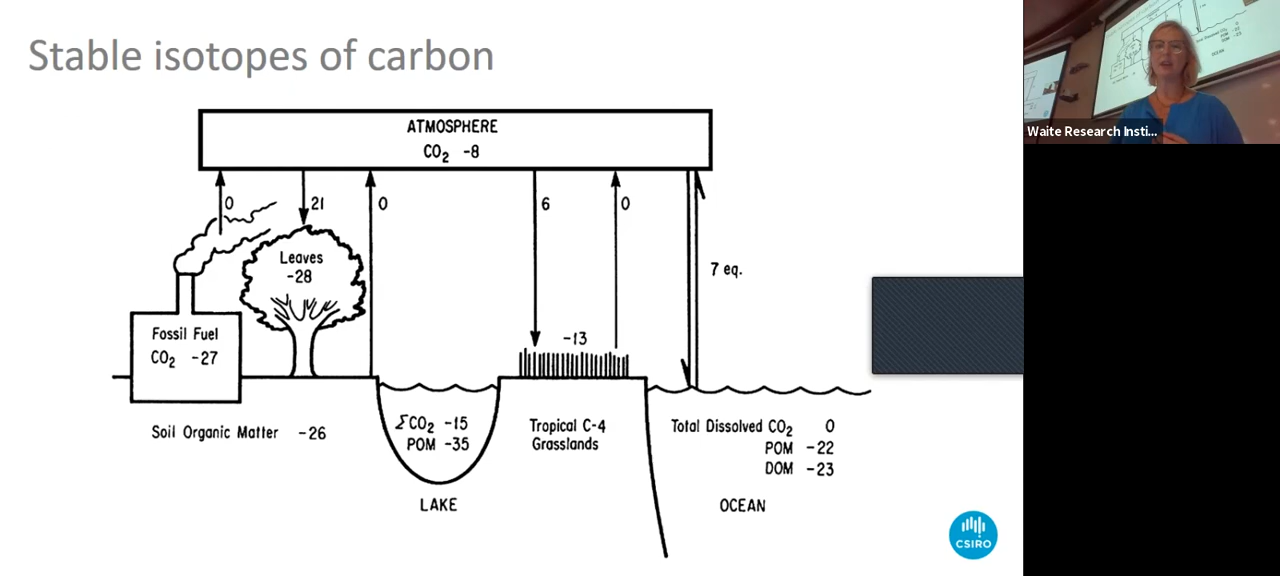 Stable isotopes of carbon
ATMOSPHERE
CO₂ -8
0
21
0
6
0
7 eq.
Leaves
-28
Fossil Fuel
CO₂ -27
-13
Soil Organic Matter -26
ΣCO₂ -15
POM -35
LAKE
Tropical C-4
Grasslands
Total Dissolved CO₂ 0
POM -22
DOM -23
OCEAN
CSIRO
Waite Research Insti...